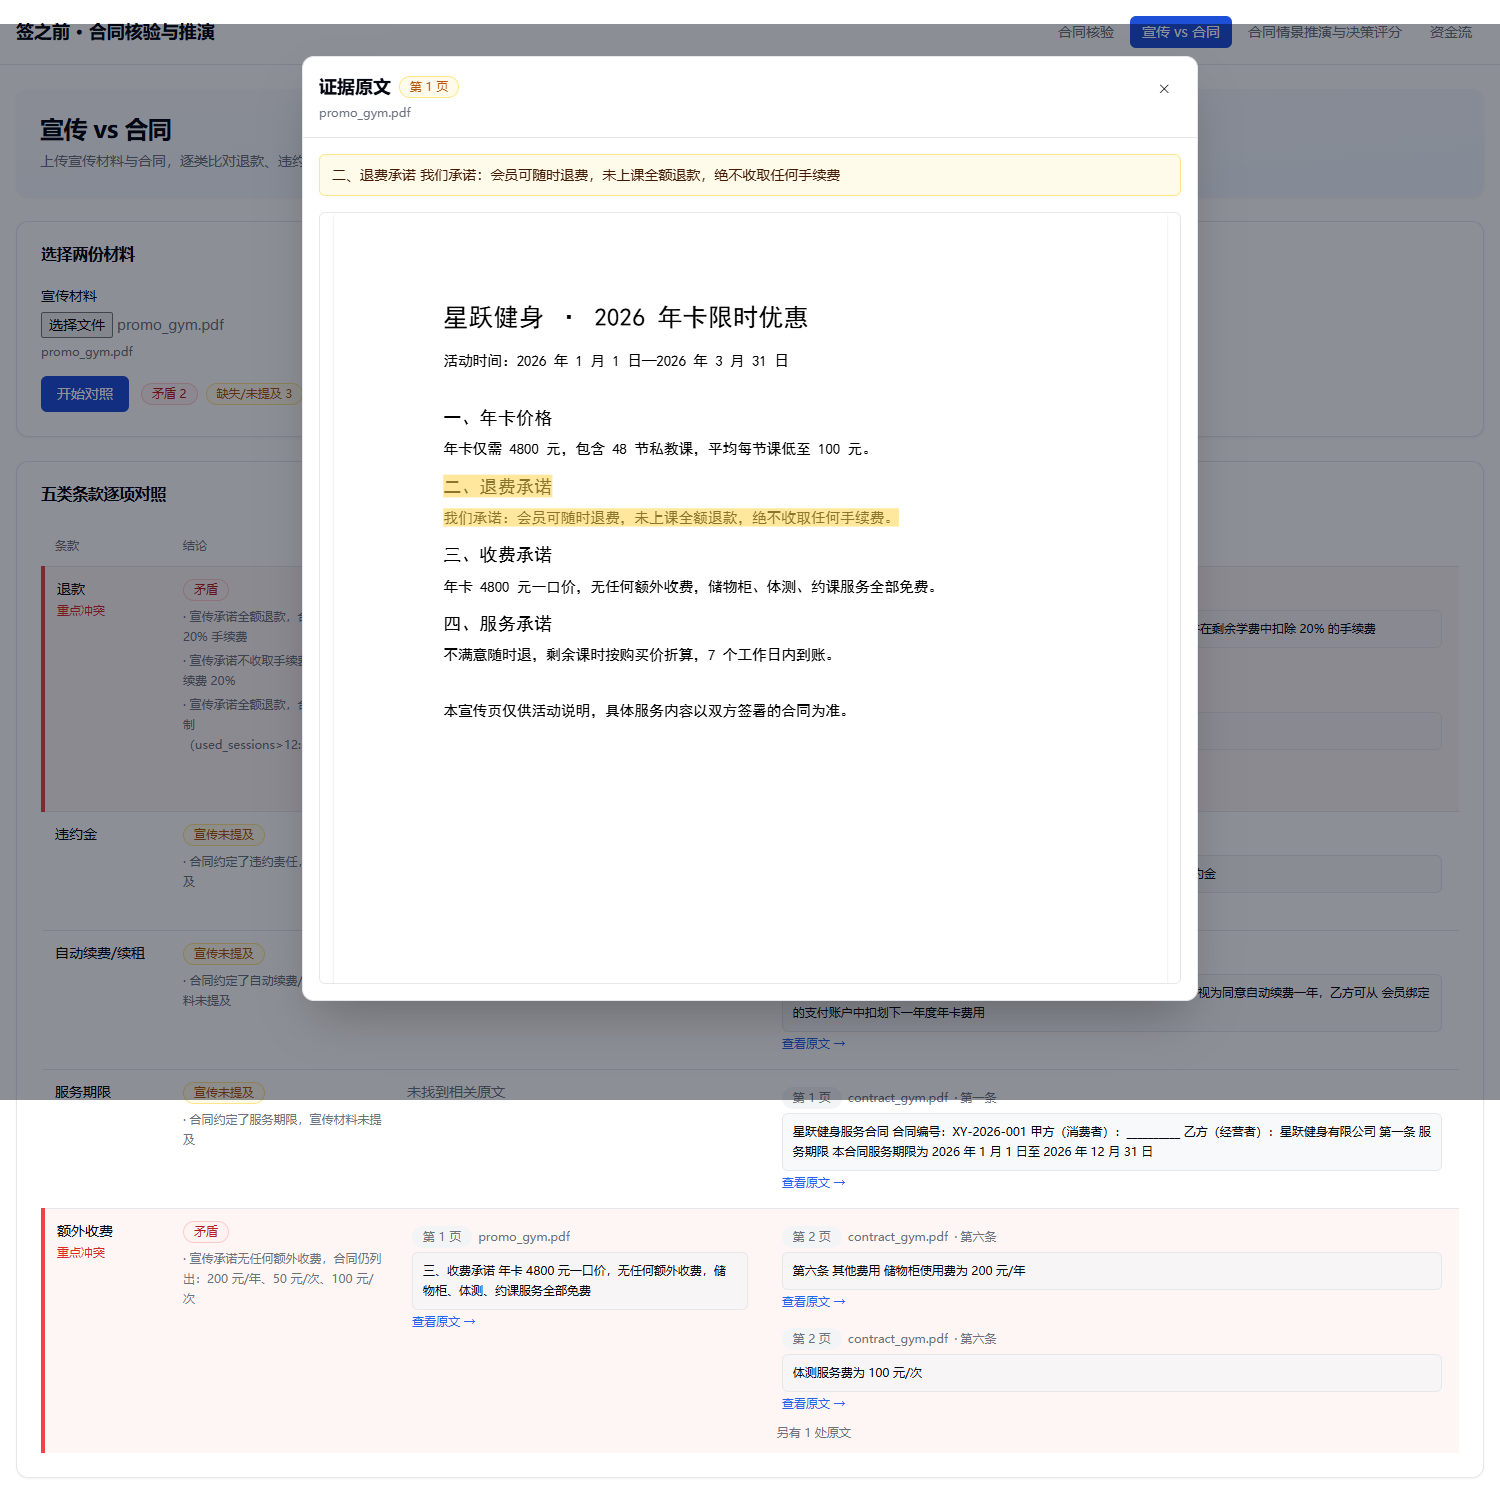 签之前・合同核验与推演
合同核验
宣传 vs 合同
合同情景推演与决策评分
资金流
宣传 vs 合同
上传宣传材料与合同，逐类比对退款、违约
选择两份材料
宣传材料
选择文件 promo_gym.pdf
promo_gym.pdf
开始对照
矛盾 2
缺失/未提及 3
五类条款逐项对照
条款
结论
证据原文
第 1 页
×
promo_gym.pdf
二、退费承诺 我们承诺：会员可随时退费，未上课全额退款，绝不收取任何手续费
星跃健身 · 2026 年卡限时优惠
活动时间：2026 年 1 月 1 日—2026 年 3 月 31 日
一、年卡价格
年卡仅需 4800 元，包含 48 节私教课，平均每节课低至 100 元。
二、退费承诺
我们承诺：会员可随时退费，未上课全额退款，绝不收取任何手续费。
三、收费承诺
年卡 4800 元一口价，无任何额外收费，储物柜、体测、约课服务全部免费。
四、服务承诺
不满意随时退，剩余课时按购买价折算，7 个工作日内到账。
本宣传页仅供活动说明，具体服务内容以双方签署的合同为准。
退款
重点冲突
矛盾
· 宣传承诺全额退款，
20% 手续费
· 宣传承诺不收取手续费
续费 20%
· 宣传承诺全额退款，
制
（used_sessions>12:
在剩余学费中扣除 20% 的手续费
违约金
宣传未提及
· 合同约定了违约责任，
及
约金
自动续费/续租
宣传未提及
· 合同约定了自动续费/
料未提及
视为同意自动续费一年，乙方可从 会员绑定
的支付账户中扣划下一年度年卡费用
查看原文 →
服务期限
宣传未提及
· 合同约定了服务期限，宣传材料未提
及
未找到相关原文
第 1 页 contract_gym.pdf · 第一条
星跃健身服务合同 合同编号：XY-2026-001 甲方（消费者）：__________ 乙方（经营者）：星跃健身有限公司 第一条 服
务期限 本合同服务期限为 2026 年 1 月 1 日至 2026 年 12 月 31 日
查看原文 →
额外收费
重点冲突
矛盾
· 宣传承诺无任何额外收费，合同仍列
出：200 元/年、50 元/次、100 元/
次
第 1 页 promo_gym.pdf
三、收费承诺 年卡 4800 元一口价，无任何额外收费，储
物柜、体测、约课服务全部免费
查看原文 →
第 2 页 contract_gym.pdf · 第六条
第六条 其他费用 储物柜使用费为 200 元/年
查看原文 →
第 2 页 contract_gym.pdf · 第六条
体测服务费为 100 元/次
查看原文 →
另有 1 处原文